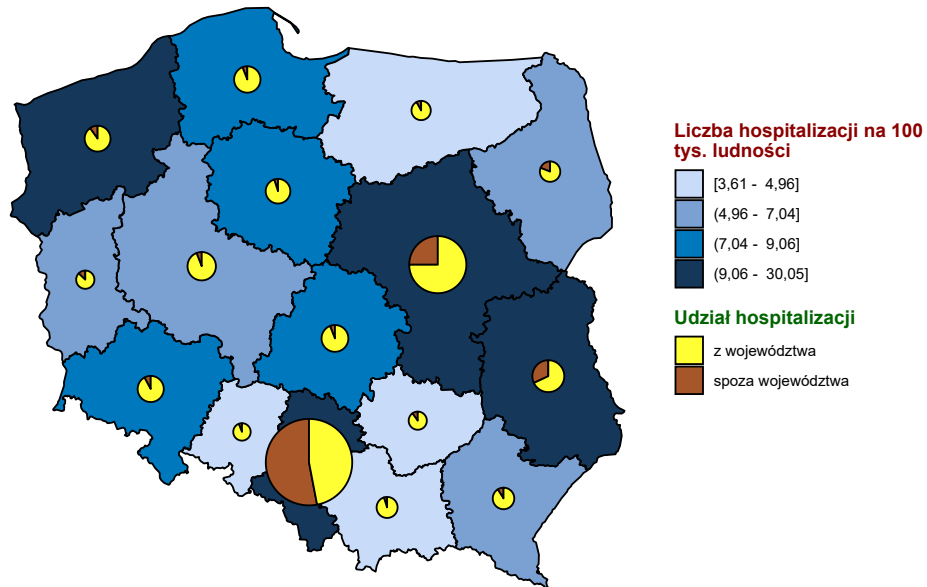 Liczba hospitalizacji na 100
tys. ludności
[3,61 - 4,96]
(4,96 - 7,04]
(7,04 - 9,06]
(9,06 - 30,05]
Udział hospitalizacji
z województwa
spoza województwa